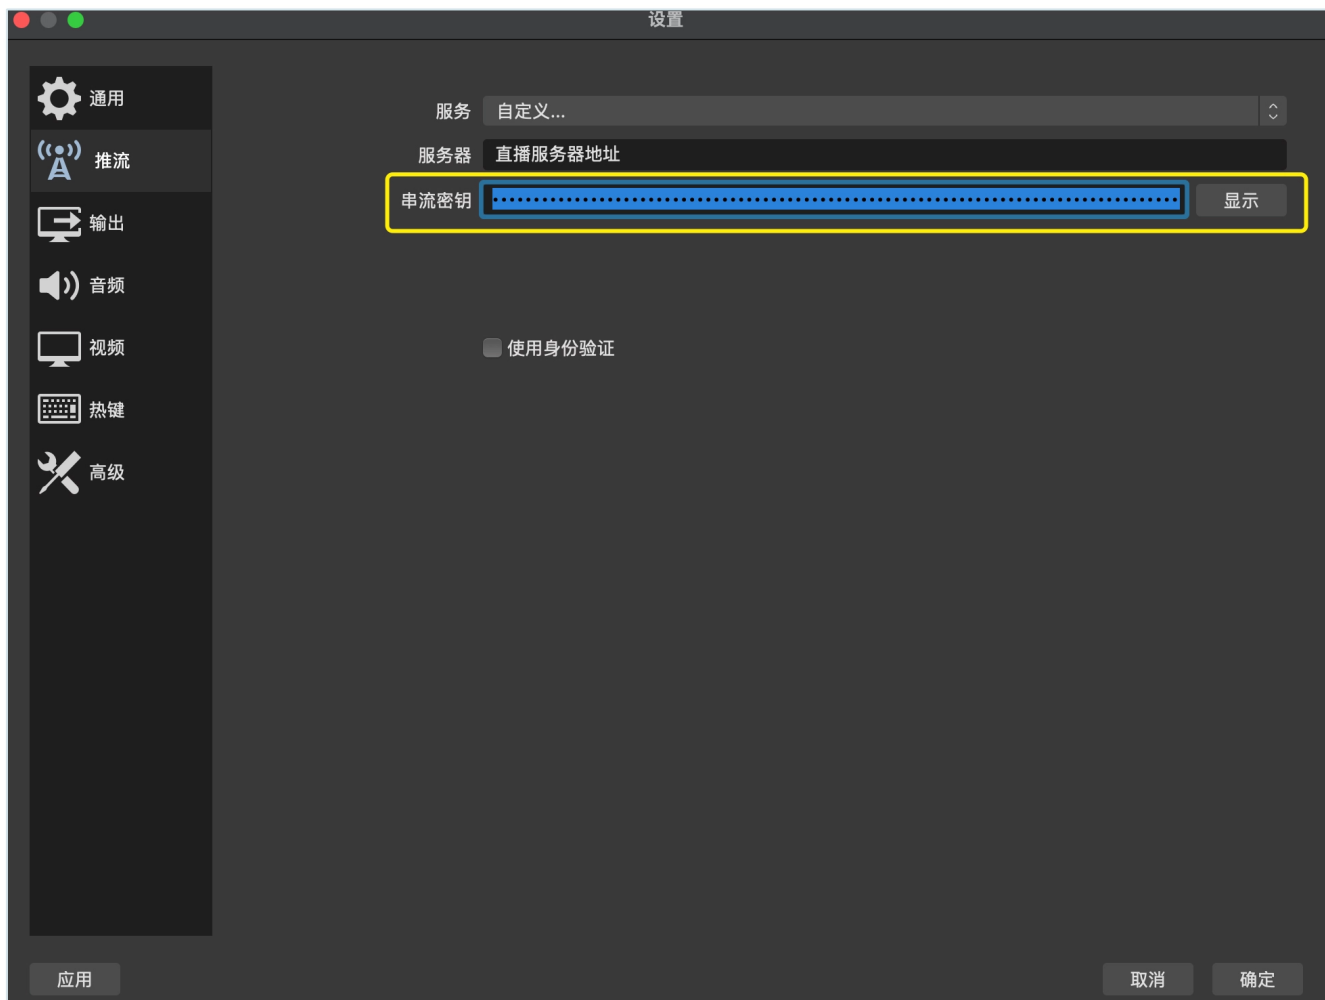 设置
通用
推流
输出
音频
视频
热键
高级
服务 自定义...
服务器 直播服务器地址
串流密钥 显示
使用身份验证
应用 取消 确定